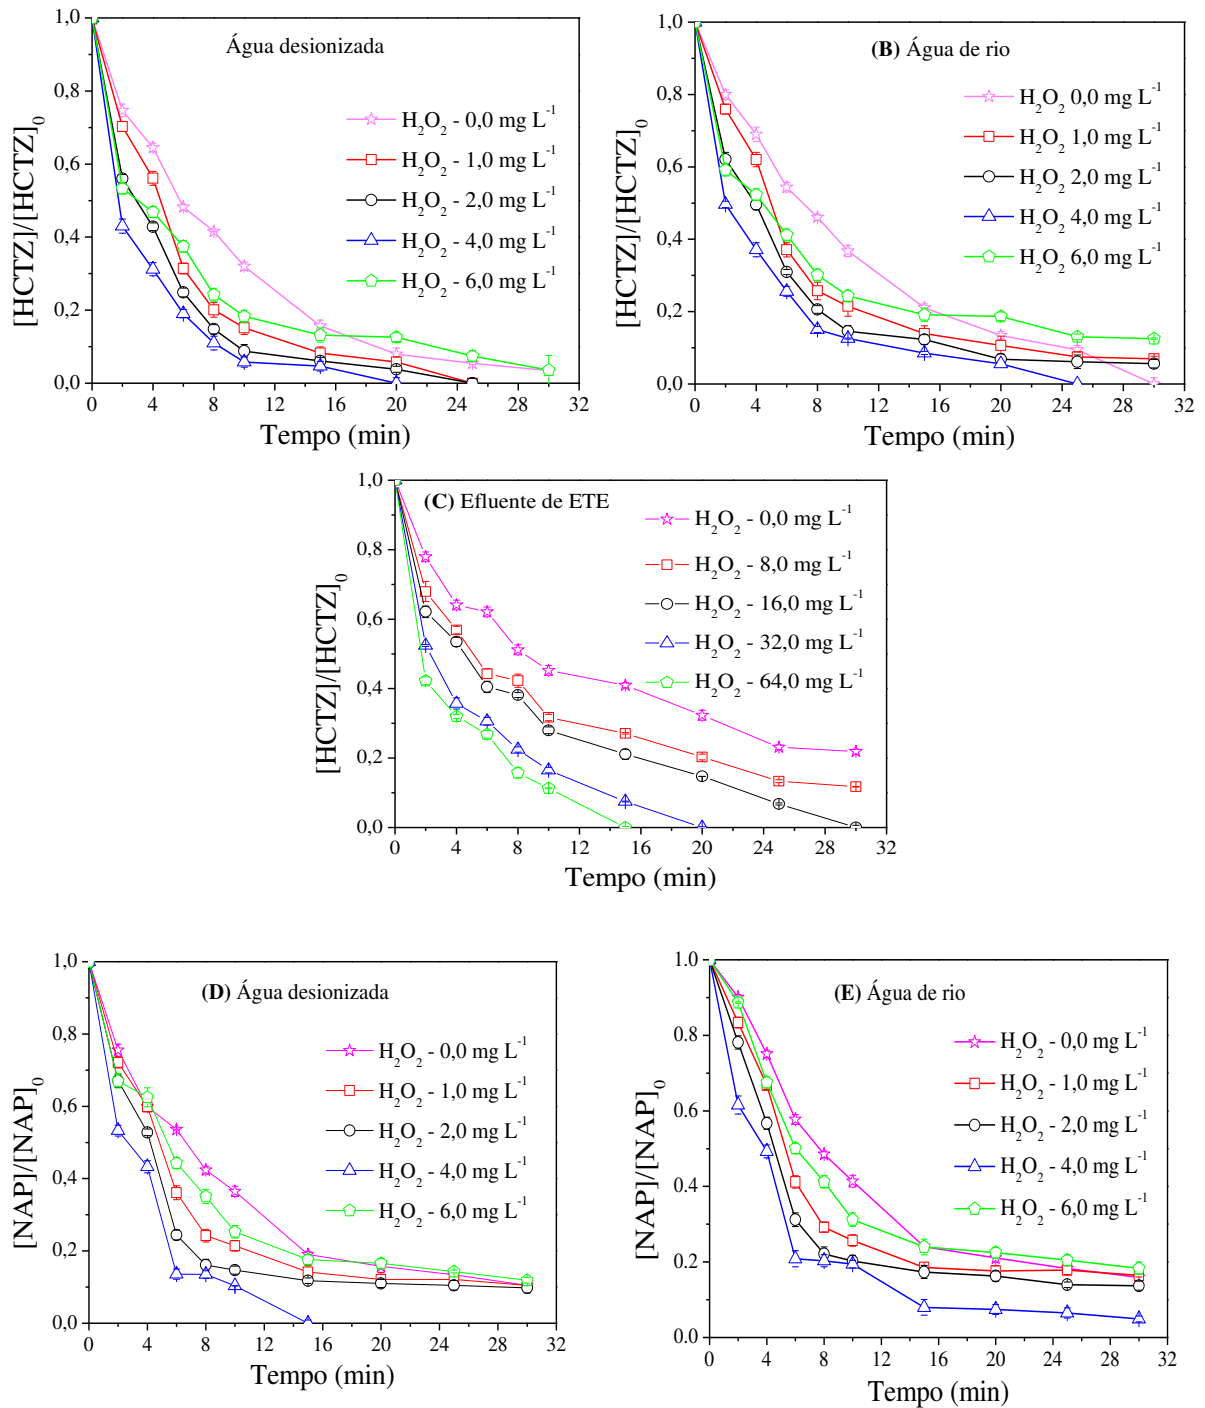 Água desionizada
H₂O₂ - 0,0 mg L⁻¹
H₂O₂ - 1,0 mg L⁻¹
H₂O₂ - 2,0 mg L⁻¹
H₂O₂ - 4,0 mg L⁻¹
H₂O₂ - 6,0 mg L⁻¹
[HCTZ]/[HCTZ]₀
1,0
0,8
0,6
0,4
0,2
0,0
0 4 8 12 16 20 24 28 32
Tempo (min)
(B) Água de rio
H₂O₂ 0,0 mg L⁻¹
H₂O₂ 1,0 mg L⁻¹
H₂O₂ 2,0 mg L⁻¹
H₂O₂ 4,0 mg L⁻¹
H₂O₂ 6,0 mg L⁻¹
[HCTZ]/[HCTZ]₀
1,0
0,8
0,6
0,4
0,2
0,0
0 4 8 12 16 20 24 28 32
Tempo (min)
(C) Efluente de ETE
H₂O₂ - 0,0 mg L⁻¹
H₂O₂ - 8,0 mg L⁻¹
H₂O₂ - 16,0 mg L⁻¹
H₂O₂ - 32,0 mg L⁻¹
H₂O₂ - 64,0 mg L⁻¹
[HCTZ]/[HCTZ]₀
1,0
0,8
0,6
0,4
0,2
0,0
0 4 8 12 16 20 24 28 32
Tempo (min)
(D) Água desionizada
H₂O₂ - 0,0 mg L⁻¹
H₂O₂ - 1,0 mg L⁻¹
H₂O₂ - 2,0 mg L⁻¹
H₂O₂ - 4,0 mg L⁻¹
H₂O₂ - 6,0 mg L⁻¹
[NAP]/[NAP]₀
1,0
0,8
0,6
0,4
0,2
0,0
0 4 8 12 16 20 24 28 32
Tempo (min)
(E) Água de rio
H₂O₂ - 0,0 mg L⁻¹
H₂O₂ - 1,0 mg L⁻¹
H₂O₂ - 2,0 mg L⁻¹
H₂O₂ - 4,0 mg L⁻¹
H₂O₂ - 6,0 mg L⁻¹
[NAP]/[NAP]₀
1.0
0.8
0.6
0.4
0.2
0.0
0 4 8 12 16 20 24 28 32
Tempo (min)